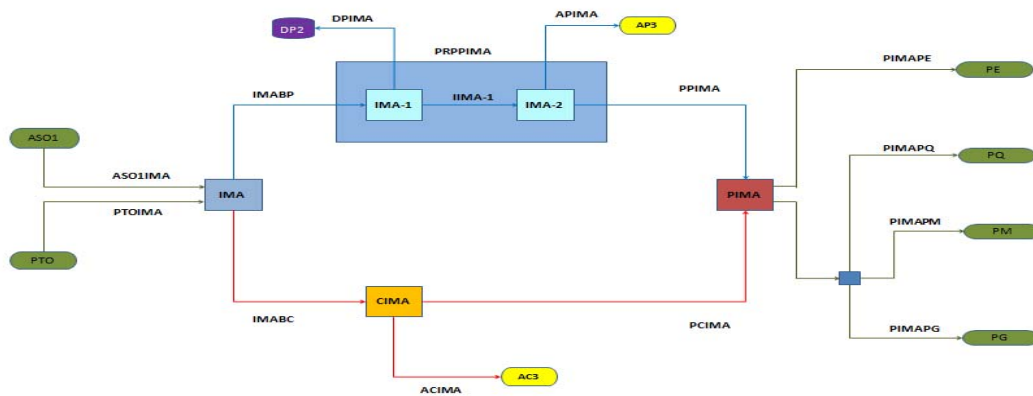 DPIMA
APIMA
DP2
AP3
PRPPIMA
PIMAPE
PE
IMABP
IMA-1
IIMA-1
IMA-2
PPIMA
ASO1
PIMAPQ
PQ
ASO1IMA
IMA
PIMA
PTOIMA
PIMAPM
PM
PTO
CIMA
IMABC
PCIMA
PIMAPG
PG
AC3
ACIMA